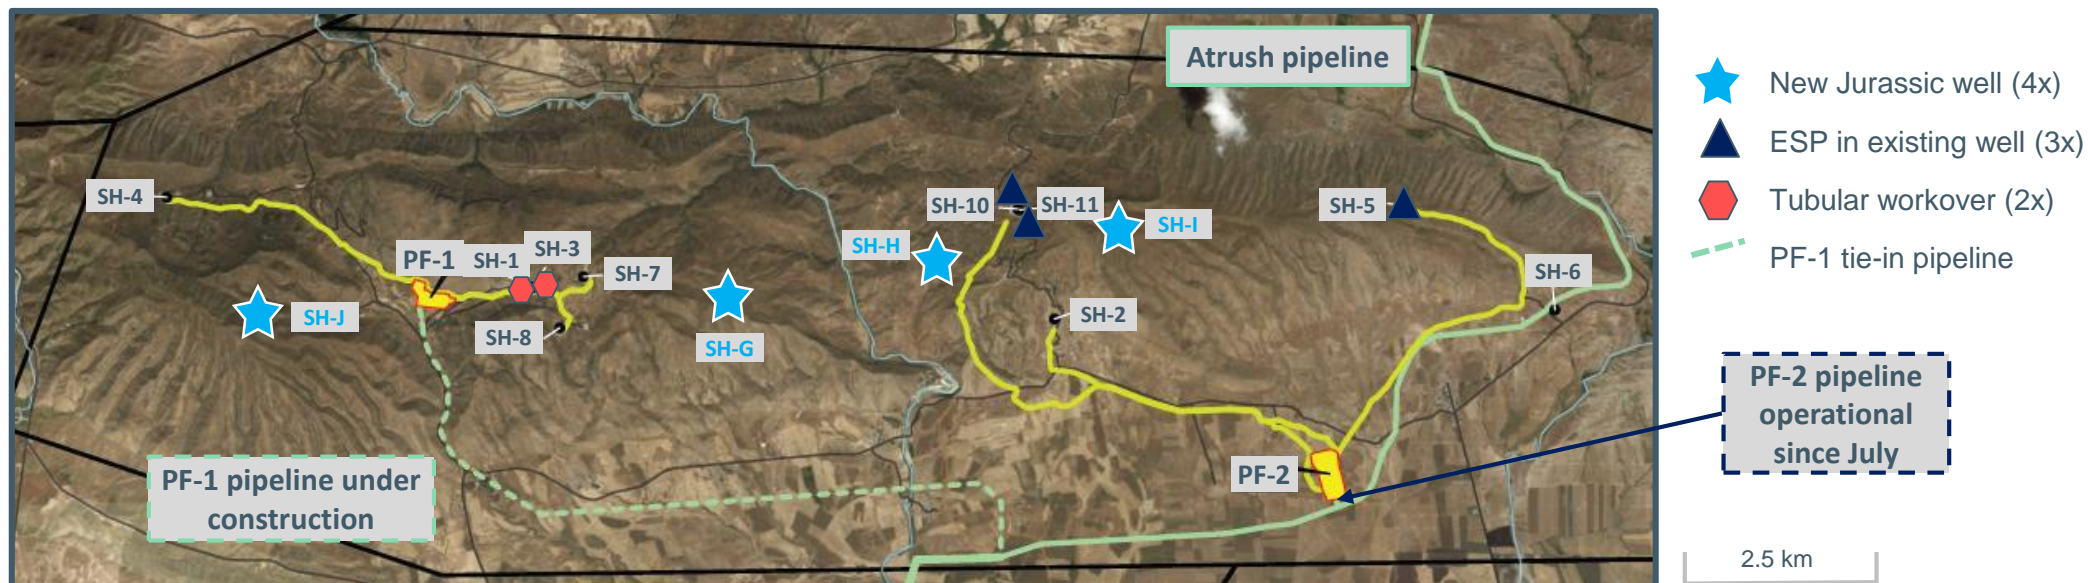 Atrush pipeline
SH-4
PF-1
SH-1
SH-3
SH-7
SH-J
SH-8
SH-G
SH-10
SH-11
SH-H
SH-I
SH-2
SH-5
SH-6
PF-2
PF-1 pipeline under
construction
New Jurassic well (4x)
ESP in existing well (3x)
Tubular workover (2x)
PF-1 tie-in pipeline
PF-2 pipeline
operational
since July
2.5 km